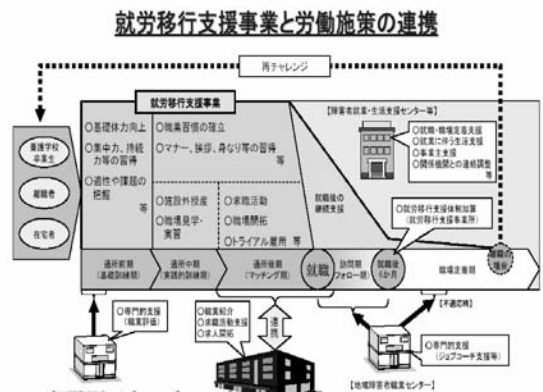 就労移行支援事業と労働施策の連携
再チャレンジ
就労移行支援事業
【障害者就業・生活支援センター等】
養護学校
卒業生
離職者
在宅者
○基礎体力向上
○集中力、持続
力等の習得
○適性や課題の
把握
等
○職業習慣の確立
○マナー、挨拶、身なり等の習得
等
○施設外授産
○職場見学・
実習
○求職活動
○職場開拓
○トライアル雇用 等
就職後の
継続支援
○就職・職場定着支援
○就業に伴う生活支援
○事業主支援
○関係機関との連絡調整
等
○就労移行支援体制加算
(就労移行支援事業所)
通所前期
(基礎訓練期)
通所中期
(実践的訓練期)
通所後期
(マッチング期)
就職
訪問期
(フォロー期)
就職後
6か月
職場定着期
離職の
場合
○専門的支援
(職業評価)
連携
○職業紹介
○求職活動支援
○求人開拓
【不適応時】
○専門的支援
(ジョブコーチ支援等)
【地域障害者職業センター】